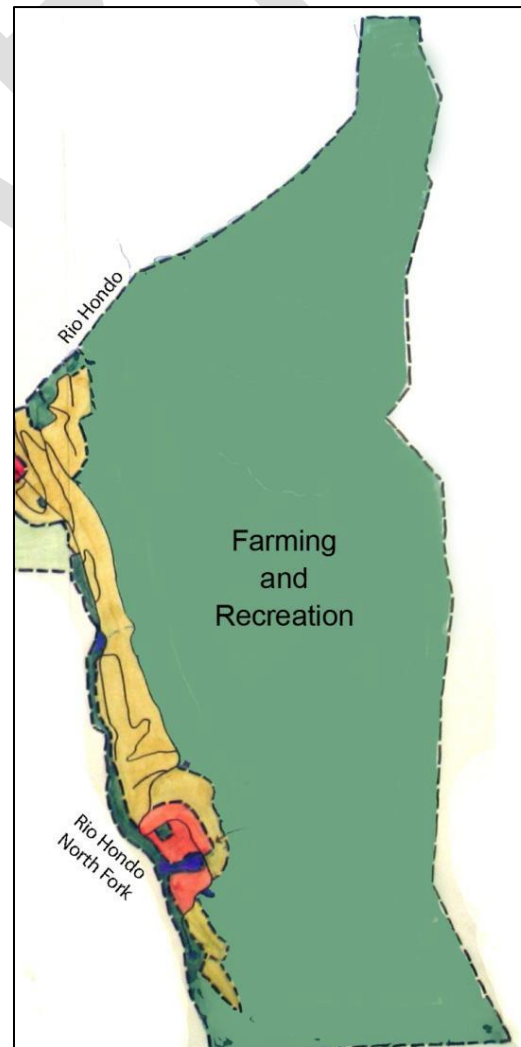 Rio Hondo
Farming
and
Recreation
Rio Hondo
North Fork